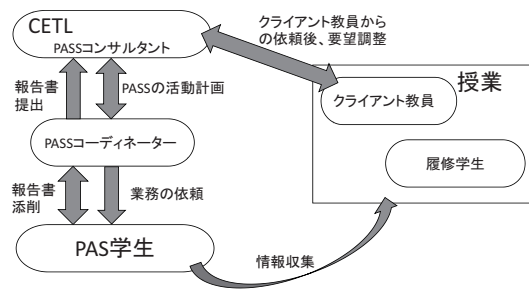 CETL
PASSコンサルタント
クライアント教員から
の依頼後、要望調整
報告書
提出
PASSの活動計画
授業
クライアント教員
PASSコーディネーター
履修学生
報告書
添削
業務の依頼
PAS学生
情報収集